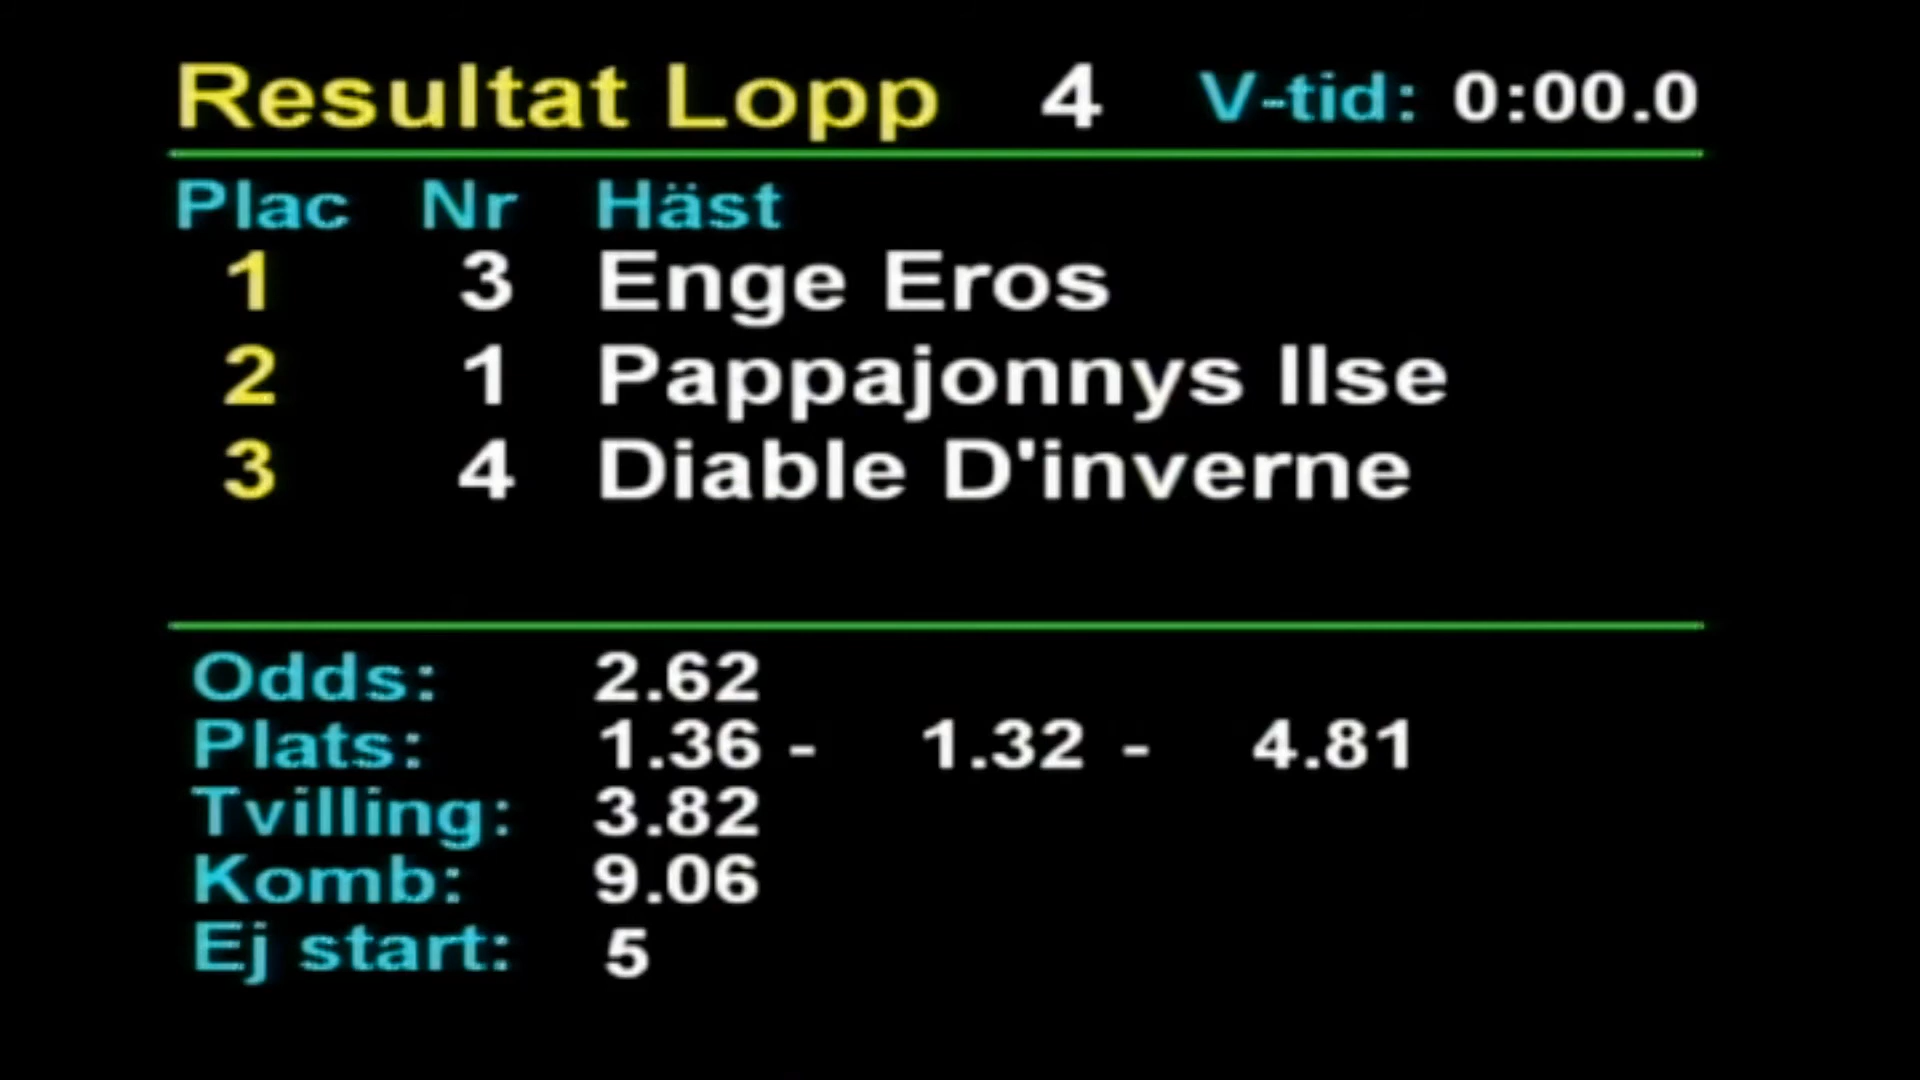 Resultat Lopp 4 V-tid: 0:00.0
Plac Nr Häst
1 3 Enge Eros
2 1 Pappajonnys Ilse
3 4 Diable D'inverne
Odds: 2.62
Plats: 1.36 - 1.32 - 4.81
Tvilling: 3.82
Komb: 9.06
Ej start: 5